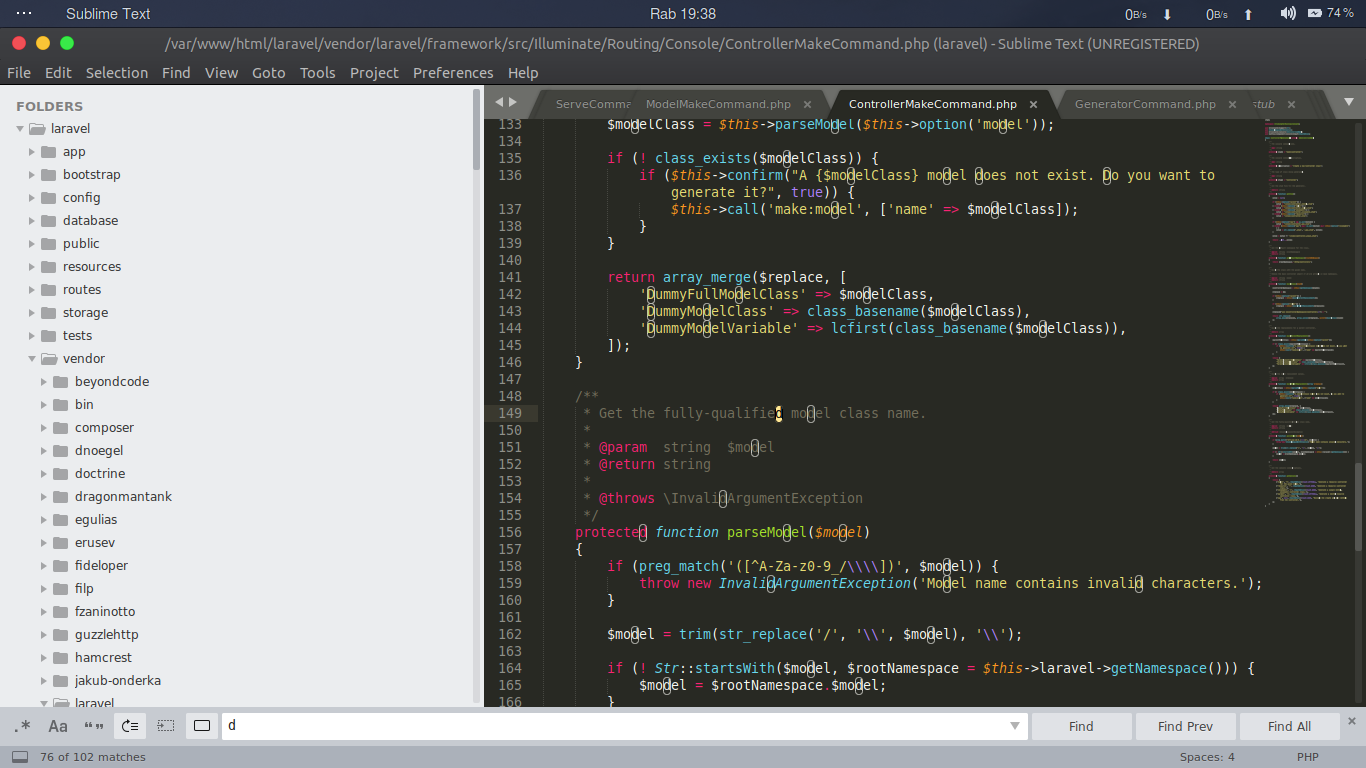 Sublime Text
Rab 19:38
0B/s 0B/s 74 %
/var/www/html/laravel/vendor/laravel/framework/src/Illuminate/Routing/Console/ControllerMakeCommand.php (laravel) - Sublime Text (UNREGISTERED)
File Edit Selection Find View Goto Tools Project Preferences Help
FOLDERS
laravel
app
bootstrap
config
database
public
resources
routes
storage
tests
vendor
beyondcode
bin
composer
dnoegel
doctrine
dragonmantank
egulias
erusev
fideloper
filp
fzaninotto
guzzlehttp
hamcrest
jakub-onderka
laravel
ServeComma ModelMakeCommand.php × ControllerMakeCommand.php × GeneratorCommand.php × stub ×
133 $modelClass = $this->parseModel($this->option('model'));
134
135 if (! class_exists($modelClass)) {
136 if ($this->confirm("A {$modelClass} model does not exist. Do you want to
generate it?", true)) {
137 $this->call('make:model', ['name' => $modelClass]);
138 }
139 }
140
141 return array_merge($replace, [
142 'DummyFullModelClass' => $modelClass,
143 'DummyModelClass' => class_basename($modelClass),
144 'DummyModelVariable' => lcfirst(class_basename($modelClass)),
145 ]);
146 }
147
148 /**
149 * Get the fully-qualified model class name.
150 *
151 * @param  string  $model
152 * @return string
153 *
154 * @throws \InvalidArgumentException
155 */
156 protected function parseModel($model)
157 {
158 if (preg_match('([^A-Za-z0-9_/\\\\])', $model)) {
159 throw new InvalidArgumentException('Model name contains invalid characters.');
160 }
161
162 $model = trim(str_replace('/', '\\', $model), '\\');
163
164 if (! Str::startsWith($model, $rootNamespace = $this->laravel->getNamespace())) {
165 $model = $rootNamespace.$model;
166 }
.* Aa “” d Find Find Prev Find All ×
76 of 102 matches Spaces: 4 PHP